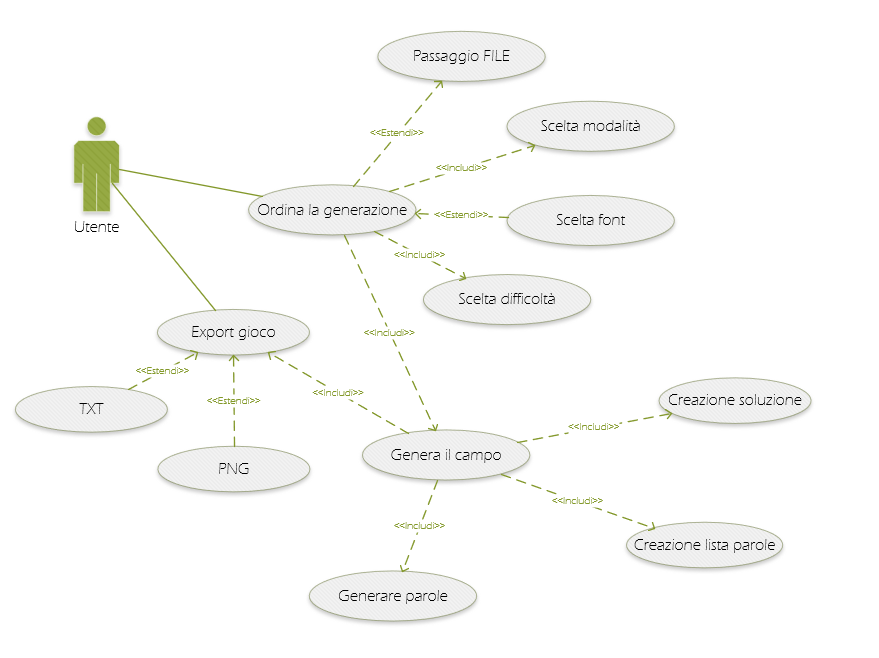 Passaggio FILE
<<Estendi>>
Scelta modalità
<<Includi>>
Ordina la generazione
<<Estendi>>
Scelta font
Utente
<<Includi>>
Scelta difficoltà
Export gioco
<<Includi>>
<<Estendi>>
<<Estendi>>
<<Includi>>
TXT
PNG
Creazione soluzione
<<Includi>>
Genera il campo
<<Includi>>
<<Includi>>
Creazione lista parole
Generare parole